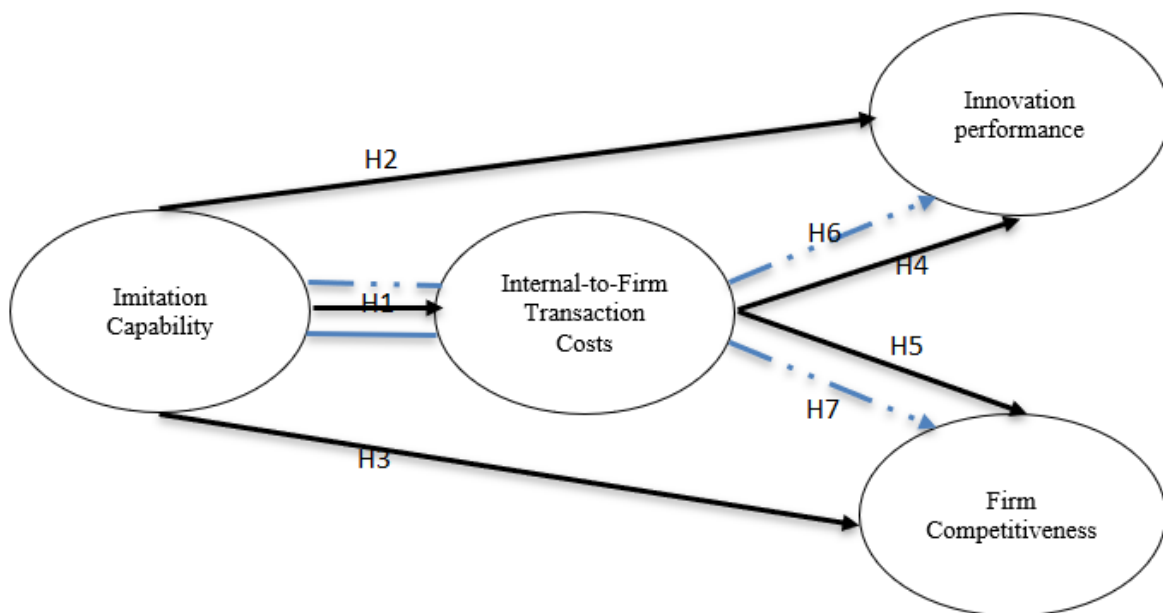 Innovation
performance
H2
H6
H4
Imitation
Capability
H1
Internal-to-Firm
Transaction
Costs
H5
H7
H3
Firm
Competitiveness